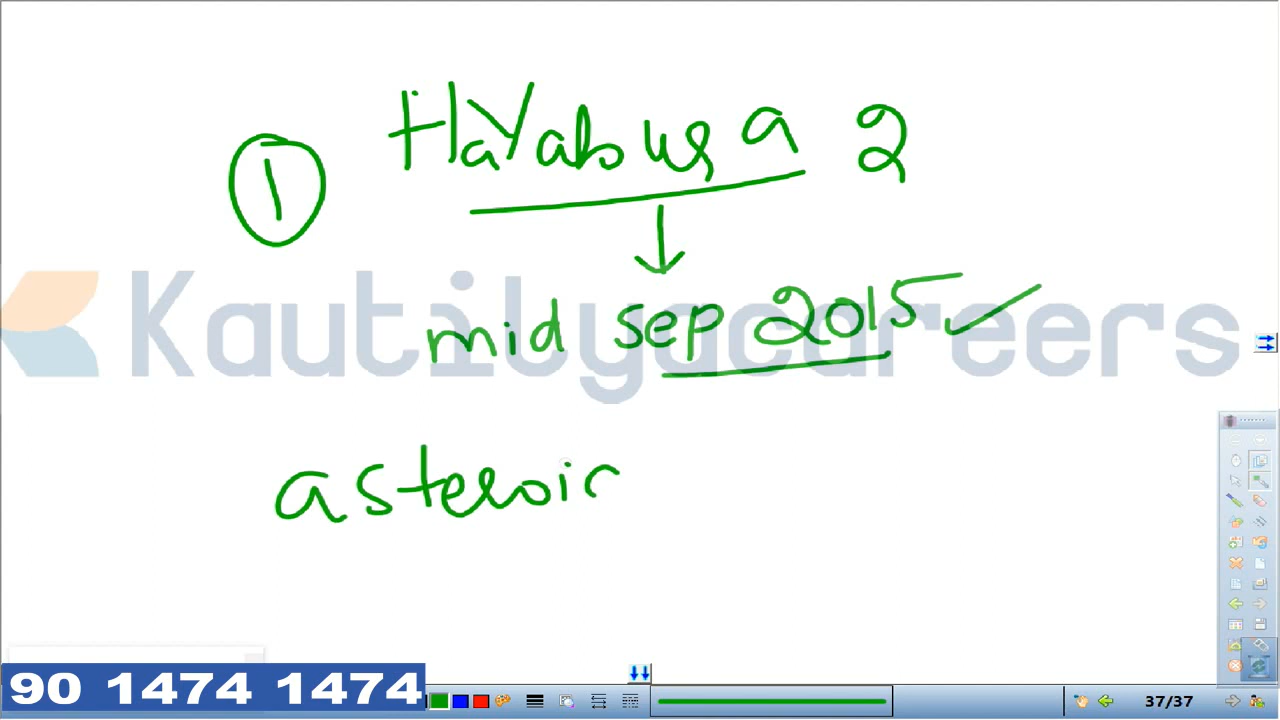 1
HaYabusa 2
mid sep 2015
Kautilyacareers
asteroi
90 1474 1474
37/37